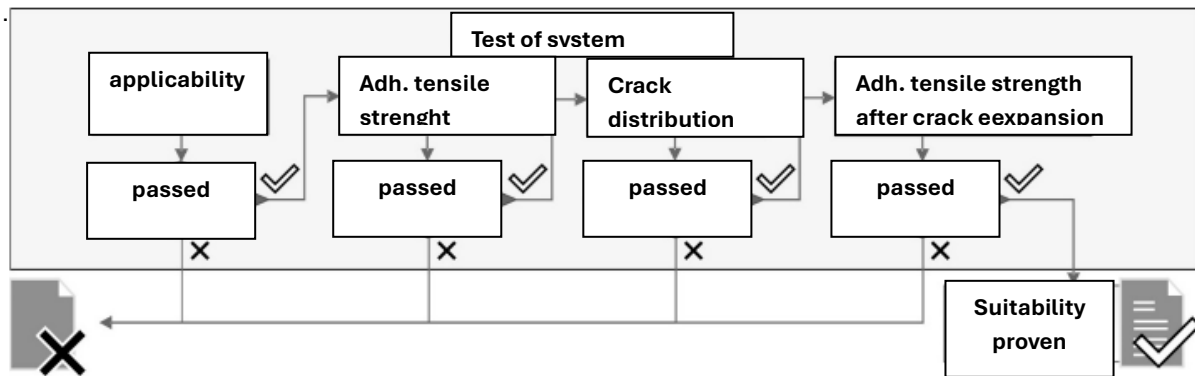 Test of system
applicability
Adh. tensile
strenght
Crack
distribution
Adh. tensile strength
after crack eexpansion
passed
passed
passed
passed
Suitability
proven